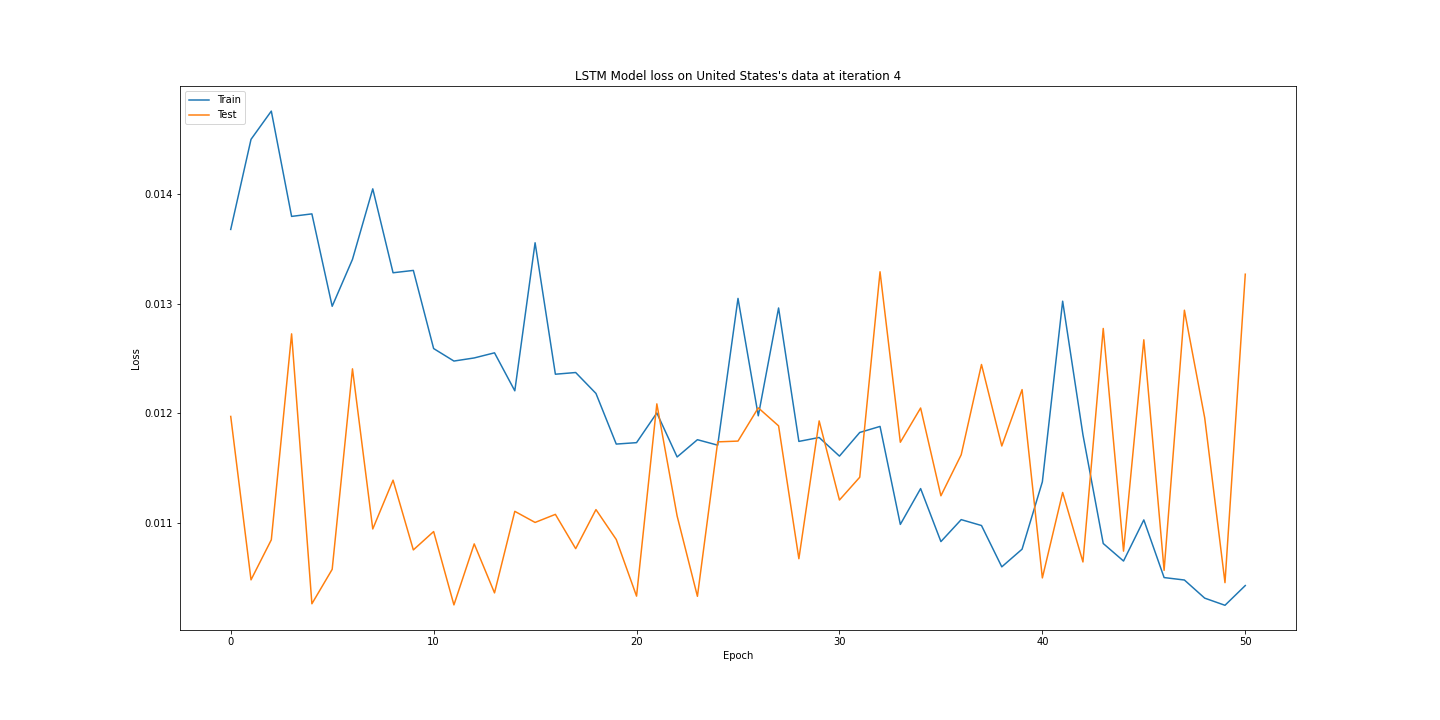 LSTM Model loss on United States's data at iteration 4
Train
Test
0.014
0.013
0.012
0.011
Loss
0 10 20 30 40 50
Epoch